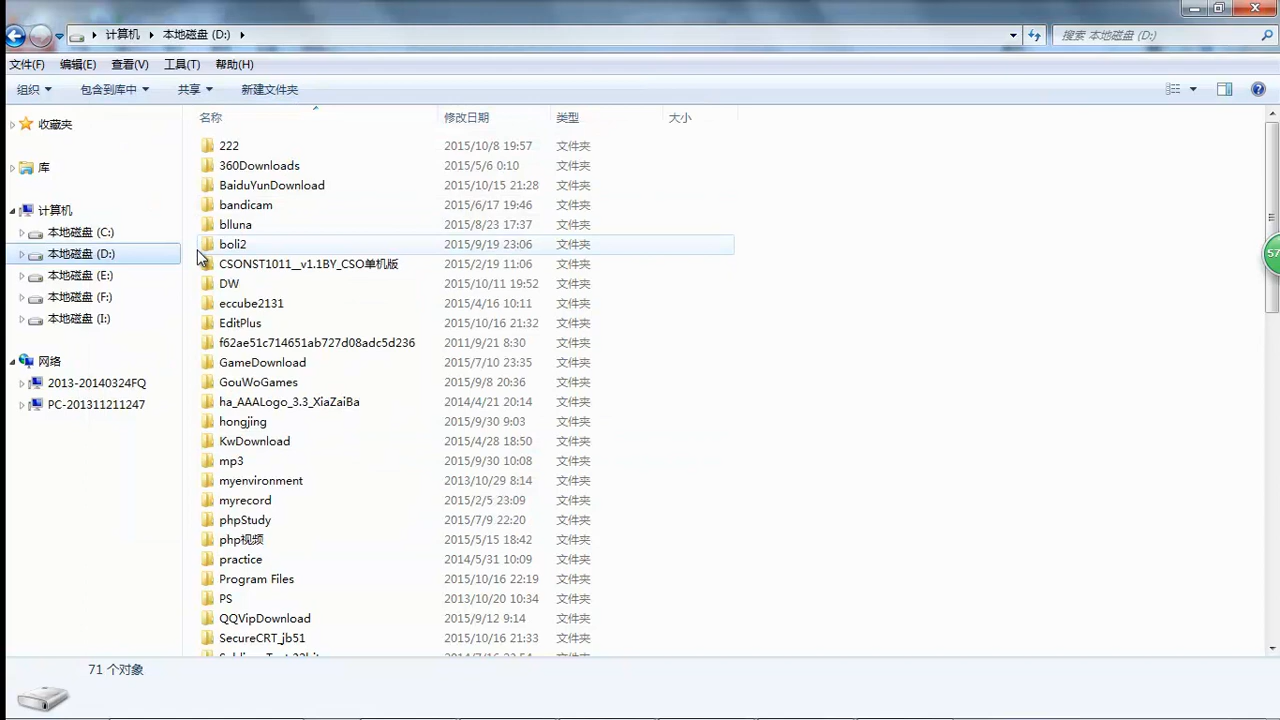 计算机 本地磁盘 (D:)
搜索 本地磁盘 (D:)
文件(F) 编辑(E) 查看(V) 工具(T) 帮助(H)
组织 包含到库中 共享 新建文件夹
收藏夹
库
计算机
本地磁盘 (C:)
本地磁盘 (D:)
本地磁盘 (E:)
本地磁盘 (F:)
本地磁盘 (I:)
网络
2013-20140324FQ
PC-201311211247
名称 修改日期 类型 大小
222 2015/10/8 19:57 文件夹
360Downloads 2015/5/6 0:10 文件夹
BaiduYunDownload 2015/10/15 21:28 文件夹
bandicam 2015/6/17 19:46 文件夹
blluna 2015/8/23 17:37 文件夹
boli2 2015/9/19 23:06 文件夹
CSONST1011__v1.1BY_CSO单机版 2015/2/19 11:06 文件夹
DW 2015/10/11 19:52 文件夹
eccube2131 2015/4/16 10:11 文件夹
EditPlus 2015/10/16 21:32 文件夹
f62ae51c714651ab727d08adc5d236 2011/9/21 8:30 文件夹
GameDownload 2015/7/10 23:35 文件夹
GouWoGames 2015/9/8 20:36 文件夹
ha_AAALogo_3.3_XiaZaiBa 2014/4/21 20:14 文件夹
hongjing 2015/9/30 9:03 文件夹
KwDownload 2015/4/28 18:50 文件夹
mp3 2015/9/30 10:08 文件夹
myenvironment 2013/10/29 8:14 文件夹
myrecord 2015/2/5 23:09 文件夹
phpStudy 2015/7/9 22:20 文件夹
php视频 2015/5/15 18:42 文件夹
practice 2014/5/31 10:09 文件夹
Program Files 2015/10/16 22:19 文件夹
PS 2013/10/20 10:34 文件夹
QQVipDownload 2015/9/12 9:14 文件夹
SecureCRT_jb51 2015/10/16 21:33 文件夹
57
71 个对象